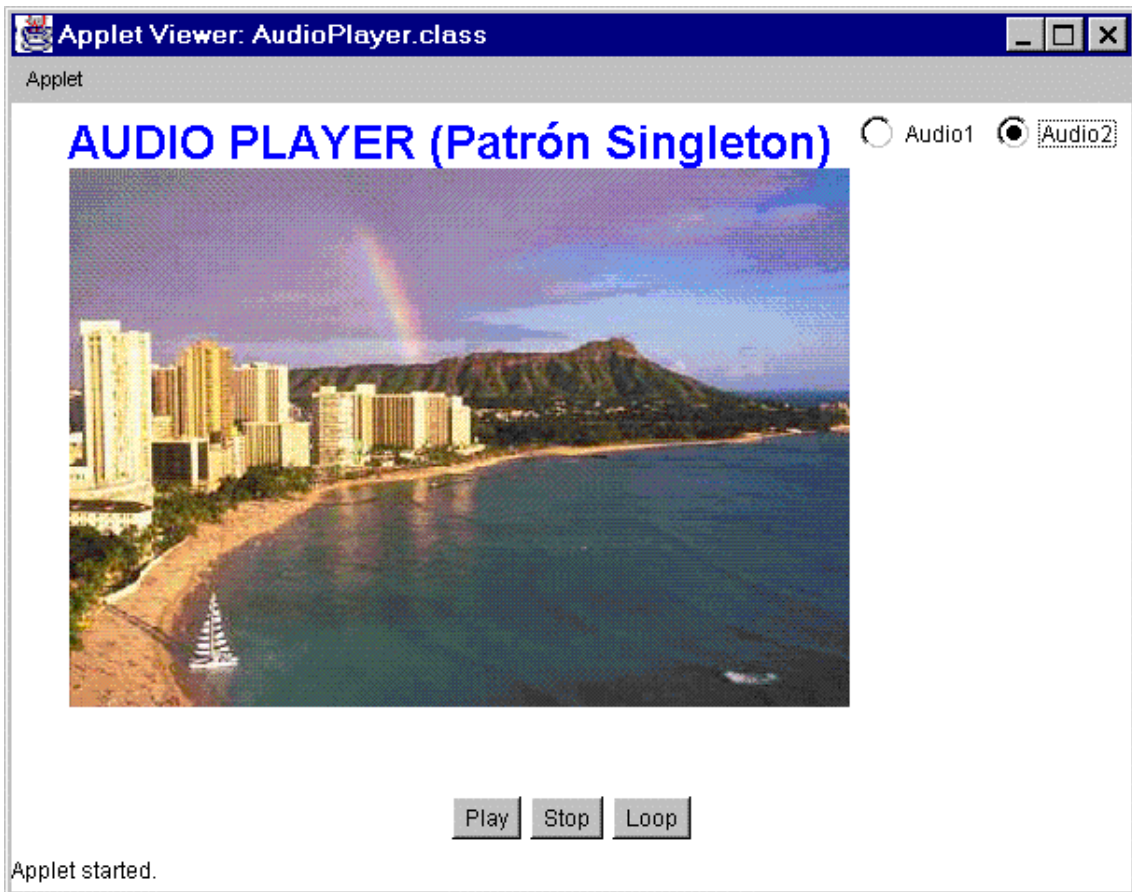 Applet Viewer: AudioPlayer.class
Applet
AUDIO PLAYER (Patrón Singleton) Audio1 Audio2
Play Stop Loop
Applet started.